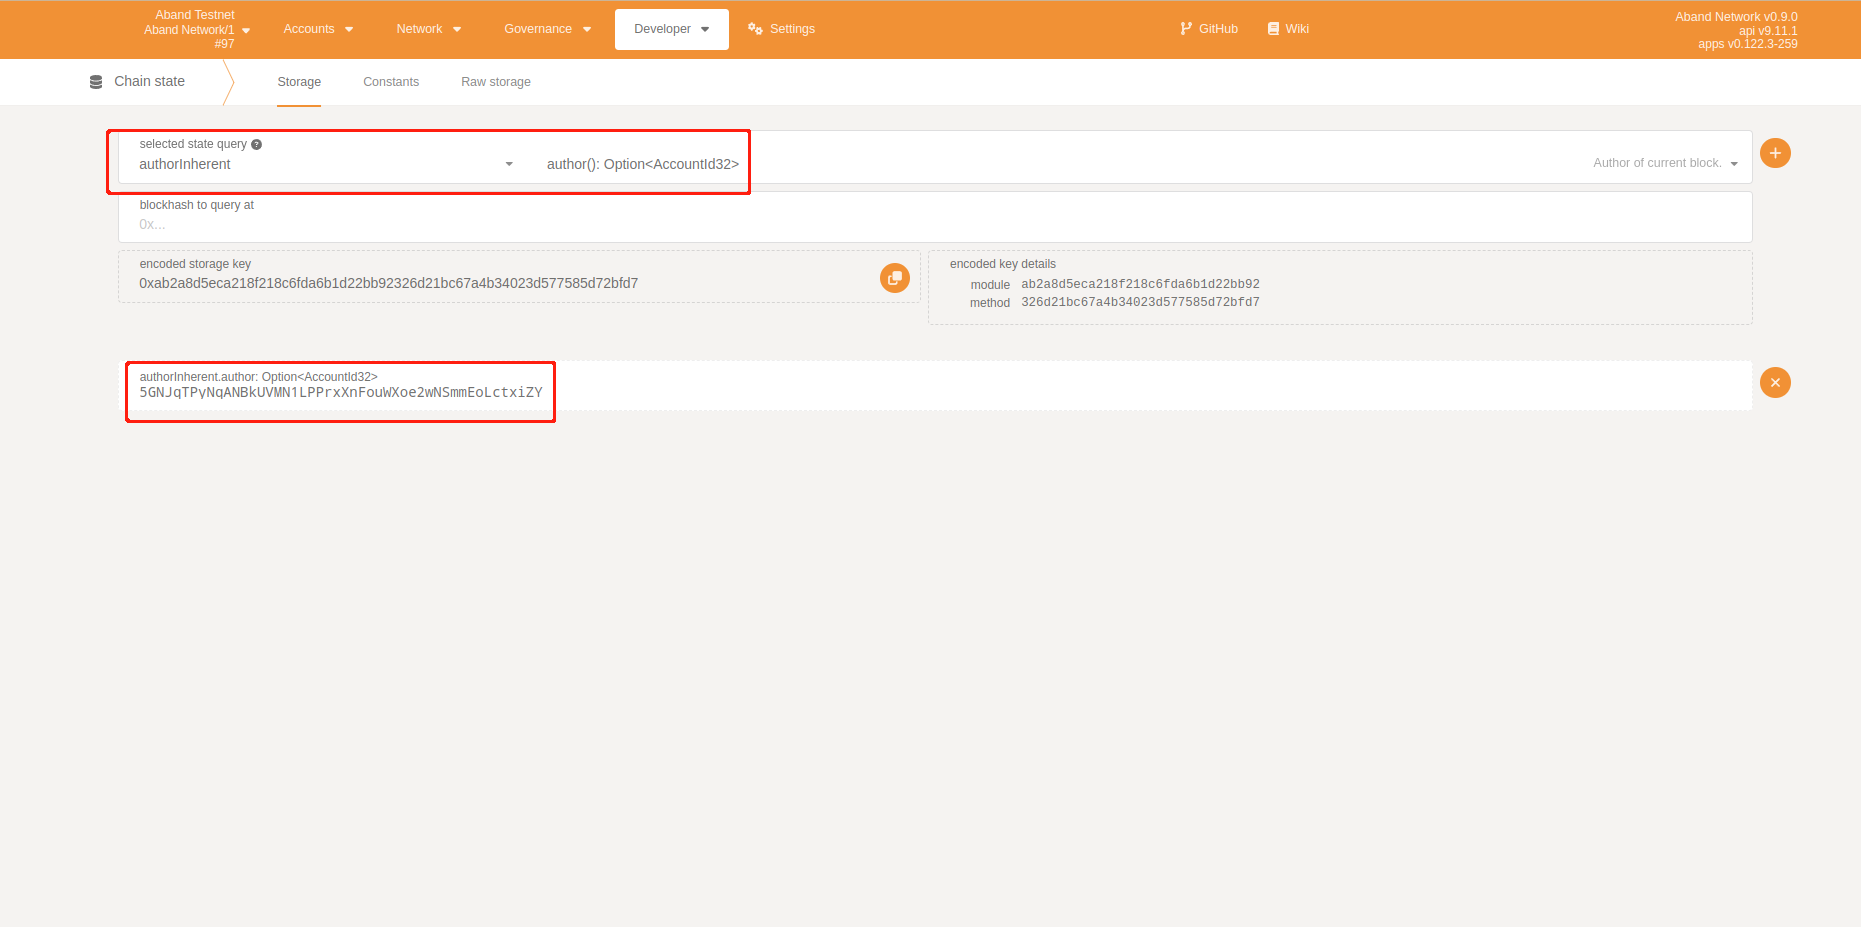 Aband Testnet
Aband Network/1
#97
Accounts
Network
Governance
Developer
Settings
GitHub
Wiki
Aband Network v0.9.0
api v9.11.1
apps v0.122.3-259
Chain state
Storage
Constants
Raw storage
selected state query
authorInherent
author(): Option<AccountId32>
Author of current block.
blockhash to query at
0x...
encoded storage key
0xab2a8d5eca218f218c6fda6b1d22bb92326d21bc67a4b34023d577585d72bfd7
encoded key details
module ab2a8d5eca218f218c6fda6b1d22bb92
method 326d21bc67a4b34023d577585d72bfd7
authorInherent.author: Option<AccountId32>
5GNJqTPyNqANBkUVMN1LPPrxXnFouWXoe2wNSmmEoLctxiZY